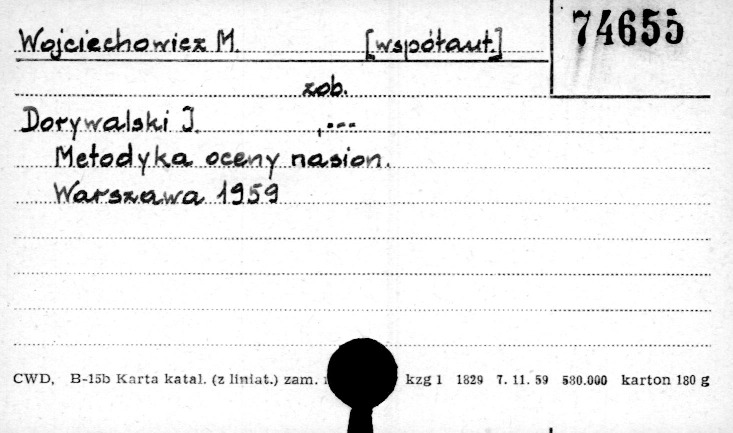 Wojciechowicz M. [współaut.]
74655
zob.
Dorywalski J. ,---
Metodyka oceny nasion.
Warszawa 1959
CWD, B-15b Karta katal. (z liniat.) zam. kzg 1 1829 7. 11. 59 580.000 karton 180 g